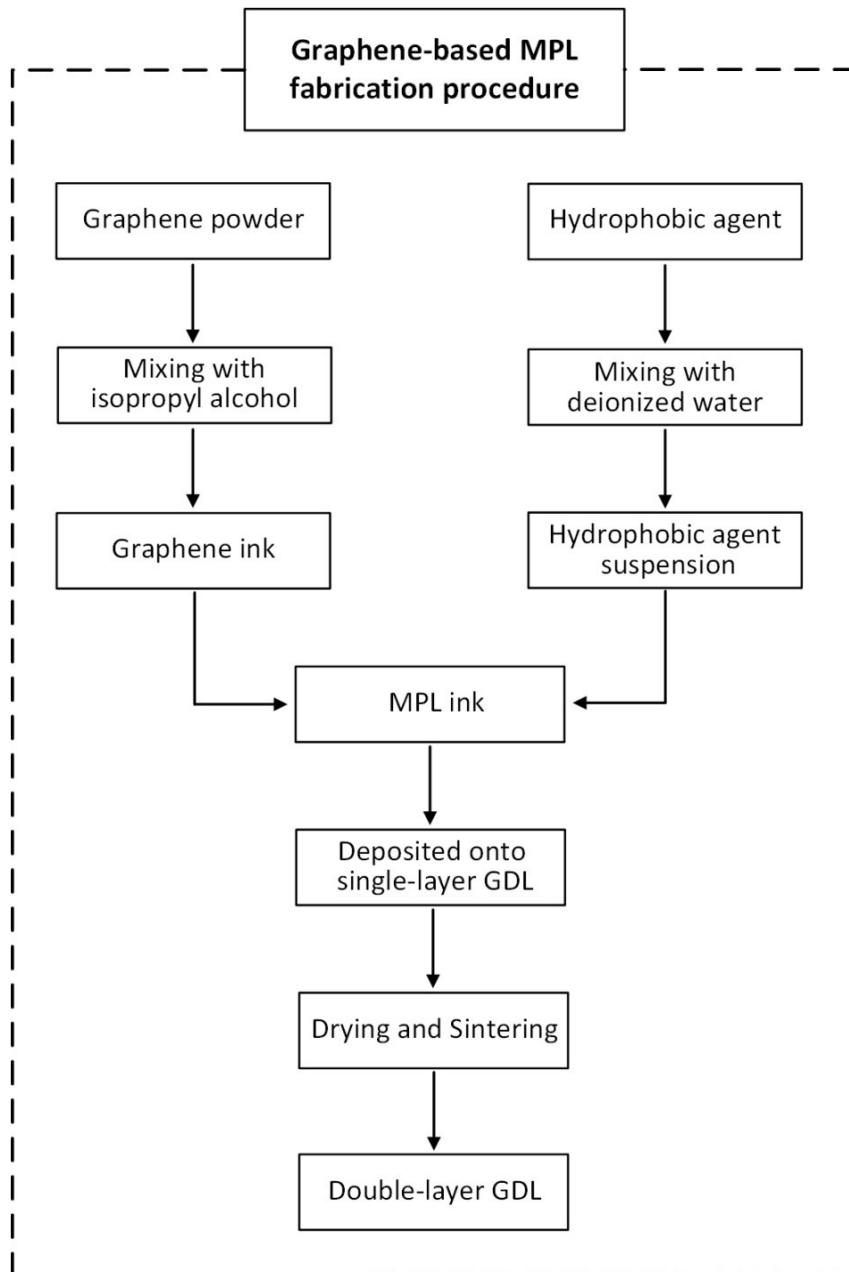 Graphene-based MPL
fabrication procedure
Graphene powder
Hydrophobic agent
Mixing with
isopropyl alcohol
Mixing with
deionized water
Graphene ink
Hydrophobic agent
suspension
MPL ink
Deposited onto
single-layer GDL
Drying and Sintering
Double-layer GDL